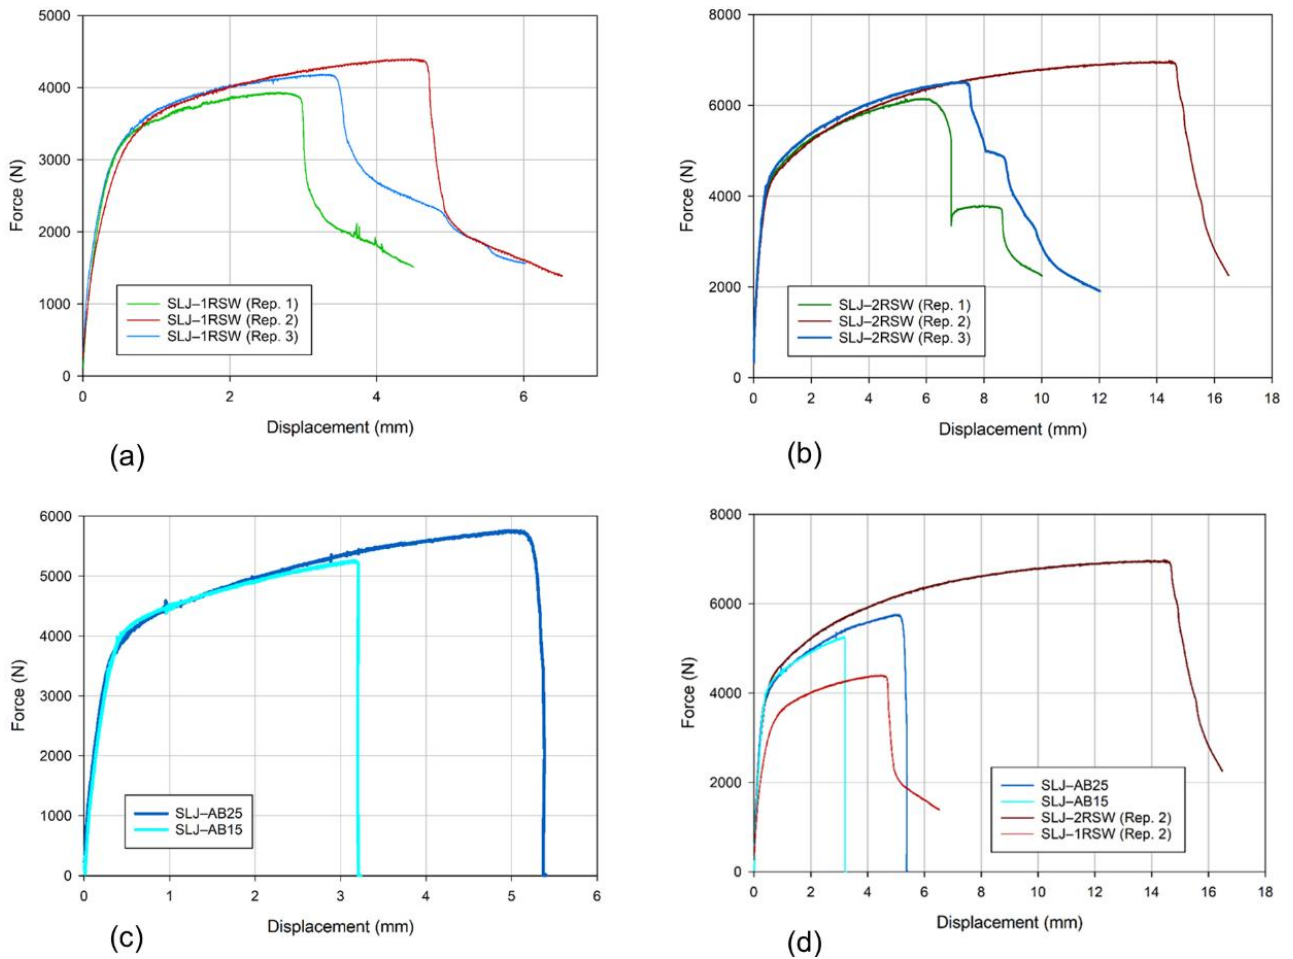 5000
4000
3000
2000
1000
0
Force (N)
SLJ–1RSW (Rep. 1)
SLJ–1RSW (Rep. 2)
SLJ–1RSW (Rep. 3)
0 2 4 6
Displacement (mm)
(a)
8000
6000
4000
2000
0
Force (N)
SLJ–2RSW (Rep. 1)
SLJ–2RSW (Rep. 2)
SLJ–2RSW (Rep. 3)
0 2 4 6 8 10 12 14 16 18
Displacement (mm)
(b)
6000
5000
4000
3000
2000
1000
0
Force (N)
SLJ–AB25
SLJ–AB15
0 1 2 3 4 5 6
Displacement (mm)
(c)
8000
6000
4000
2000
0
Force (N)
SLJ–AB25
SLJ–AB15
SLJ–2RSW (Rep. 2)
SLJ–1RSW (Rep. 2)
0 2 4 6 8 10 12 14 16 18
Displacement (mm)
(d)